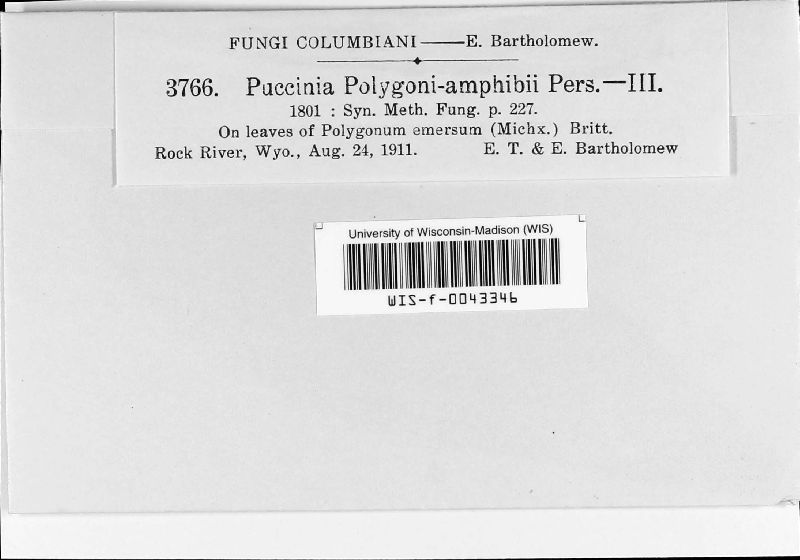 FUNGI COLUMBIANI——E. Bartholomew.
3766. Puccinia Polygoni-amphibii Pers.—III.
1801 : Syn. Meth. Fung. p. 227.
On leaves of Polygonum emersum (Michx.) Britt.
Rock River, Wyo., Aug. 24, 1911. E. T. & E. Bartholomew
University of Wisconsin-Madison (WIS)
WIS-f-0043346